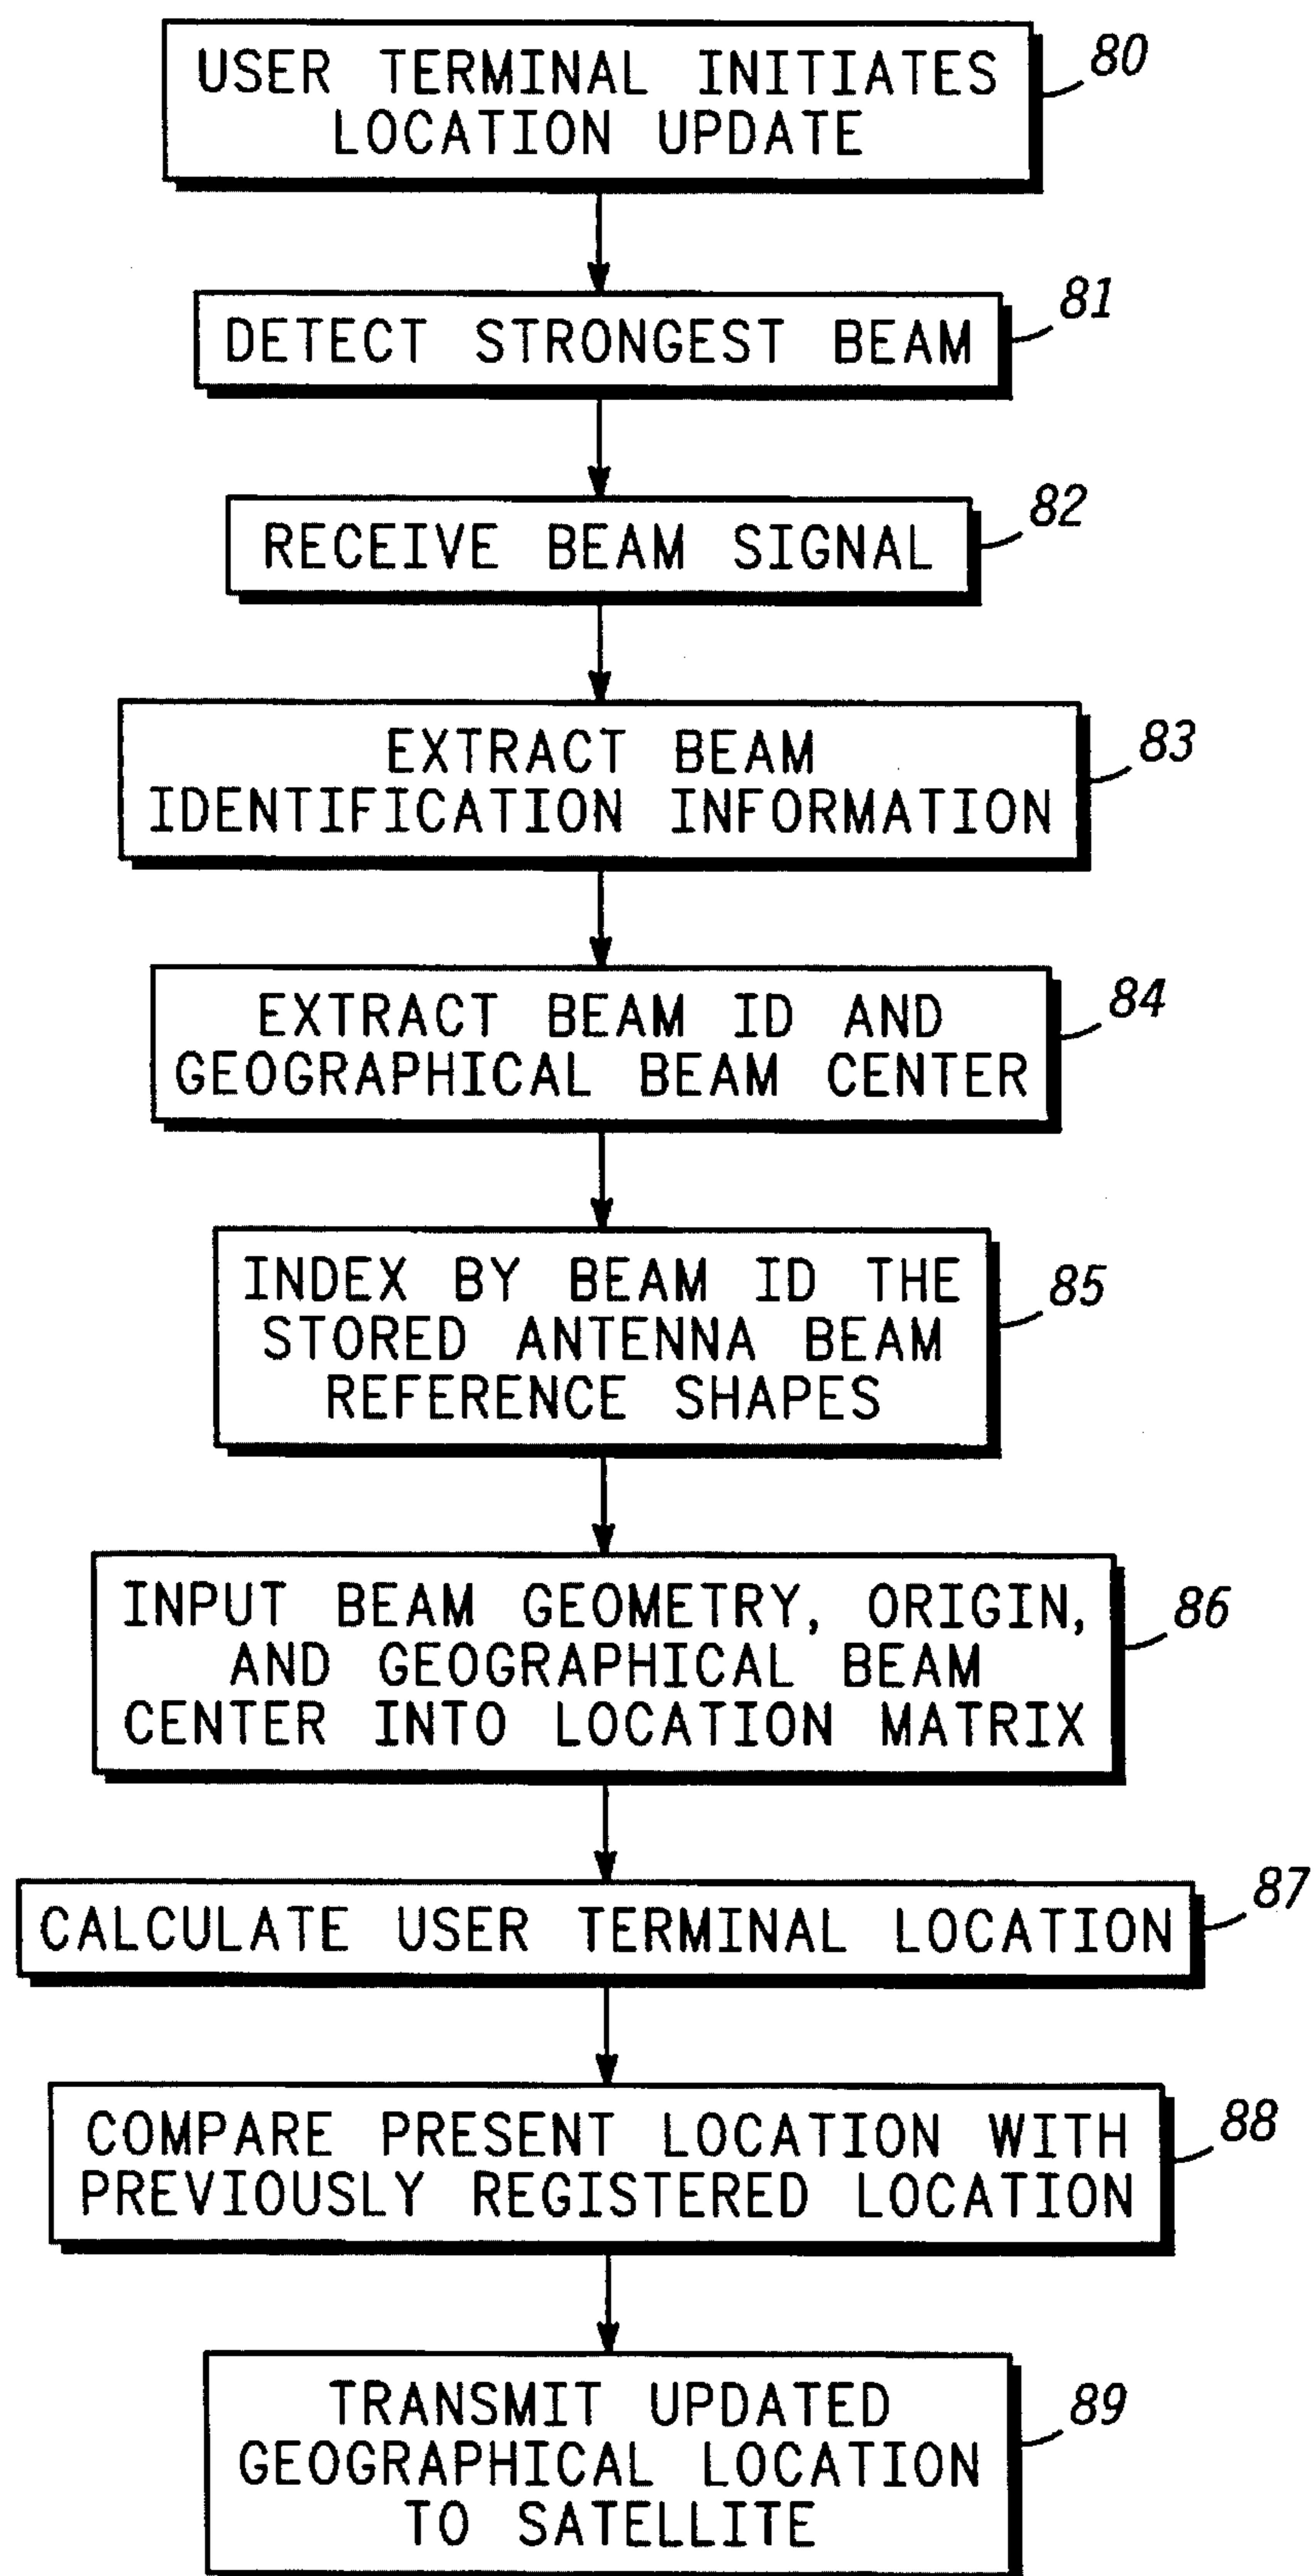 USER TERMINAL INITIATES
LOCATION UPDATE
80
DETECT STRONGEST BEAM
81
RECEIVE BEAM SIGNAL
82
EXTRACT BEAM
IDENTIFICATION INFORMATION
83
EXTRACT BEAM ID AND
GEOGRAPHICAL BEAM CENTER
84
INDEX BY BEAM ID THE
STORED ANTENNA BEAM
REFERENCE SHAPES
85
INPUT BEAM GEOMETRY, ORIGIN,
AND GEOGRAPHICAL BEAM
CENTER INTO LOCATION MATRIX
86
CALCULATE USER TERMINAL LOCATION
87
COMPARE PRESENT LOCATION WITH
PREVIOUSLY REGISTERED LOCATION
88
TRANSMIT UPDATED
GEOGRAPHICAL LOCATION
TO SATELLITE
89